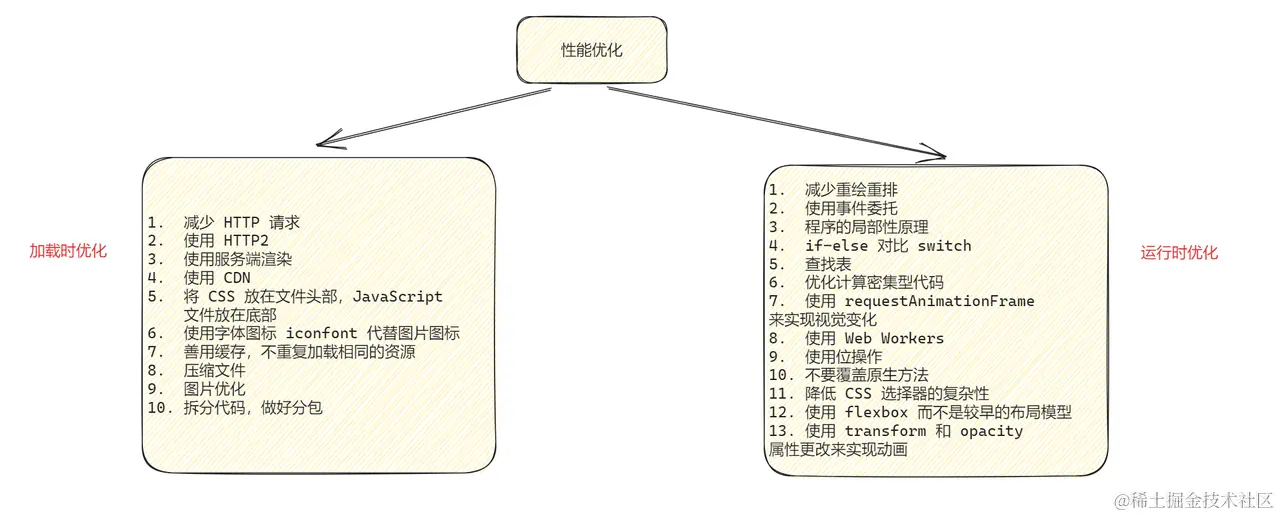 性能优化
加载时优化
1. 减少 HTTP 请求
2. 使用 HTTP2
3. 使用服务端渲染
4. 使用 CDN
5. 将 CSS 放在文件头部，JavaScript
文件放在底部
6. 使用字体图标 iconfont 代替图片图标
7. 善用缓存，不重复加载相同的资源
8. 压缩文件
9. 图片优化
10. 拆分代码，做好分包
运行时优化
1. 减少重绘重排
2. 使用事件委托
3. 程序的局部性原理
4. if-else 对比 switch
5. 查找表
6. 优化计算密集型代码
7. 使用 requestAnimationFrame
来实现视觉变化
8. 使用 Web Workers
9. 使用位操作
10. 不要覆盖原生方法
11. 降低 CSS 选择器的复杂性
12. 使用 flexbox 而不是较早的布局模型
13. 使用 transform 和 opacity
属性更改来实现动画
@稀土掘金技术社区